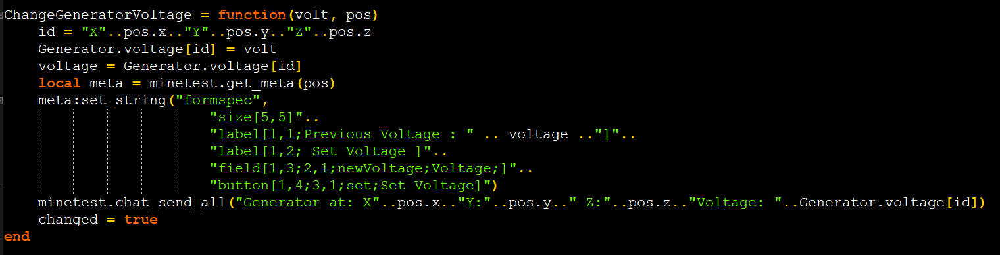 ChangeGeneratorVoltage = function(volt, pos)
id = "X"..pos.x.."Y"..pos.y.."Z"..pos.z
Generator.voltage[id] = volt
voltage = Generator.voltage[id]
local meta = minetest.get_meta(pos)
meta:set_string("formspec",
"size[5,5]"..
"label[1,1;Previous Voltage : " .. voltage .."]"..
"label[1,2; Set Voltage ]"..
"field[1,3;2,1;newVoltage;Voltage;]"..
"button[1,4;3,1;set;Set Voltage]")
minetest.chat_send_all("Generator at: X"..pos.x.."Y:"..pos.y.." Z:"..pos.z.."Voltage: "..Generator.voltage[id])
changed = true
end